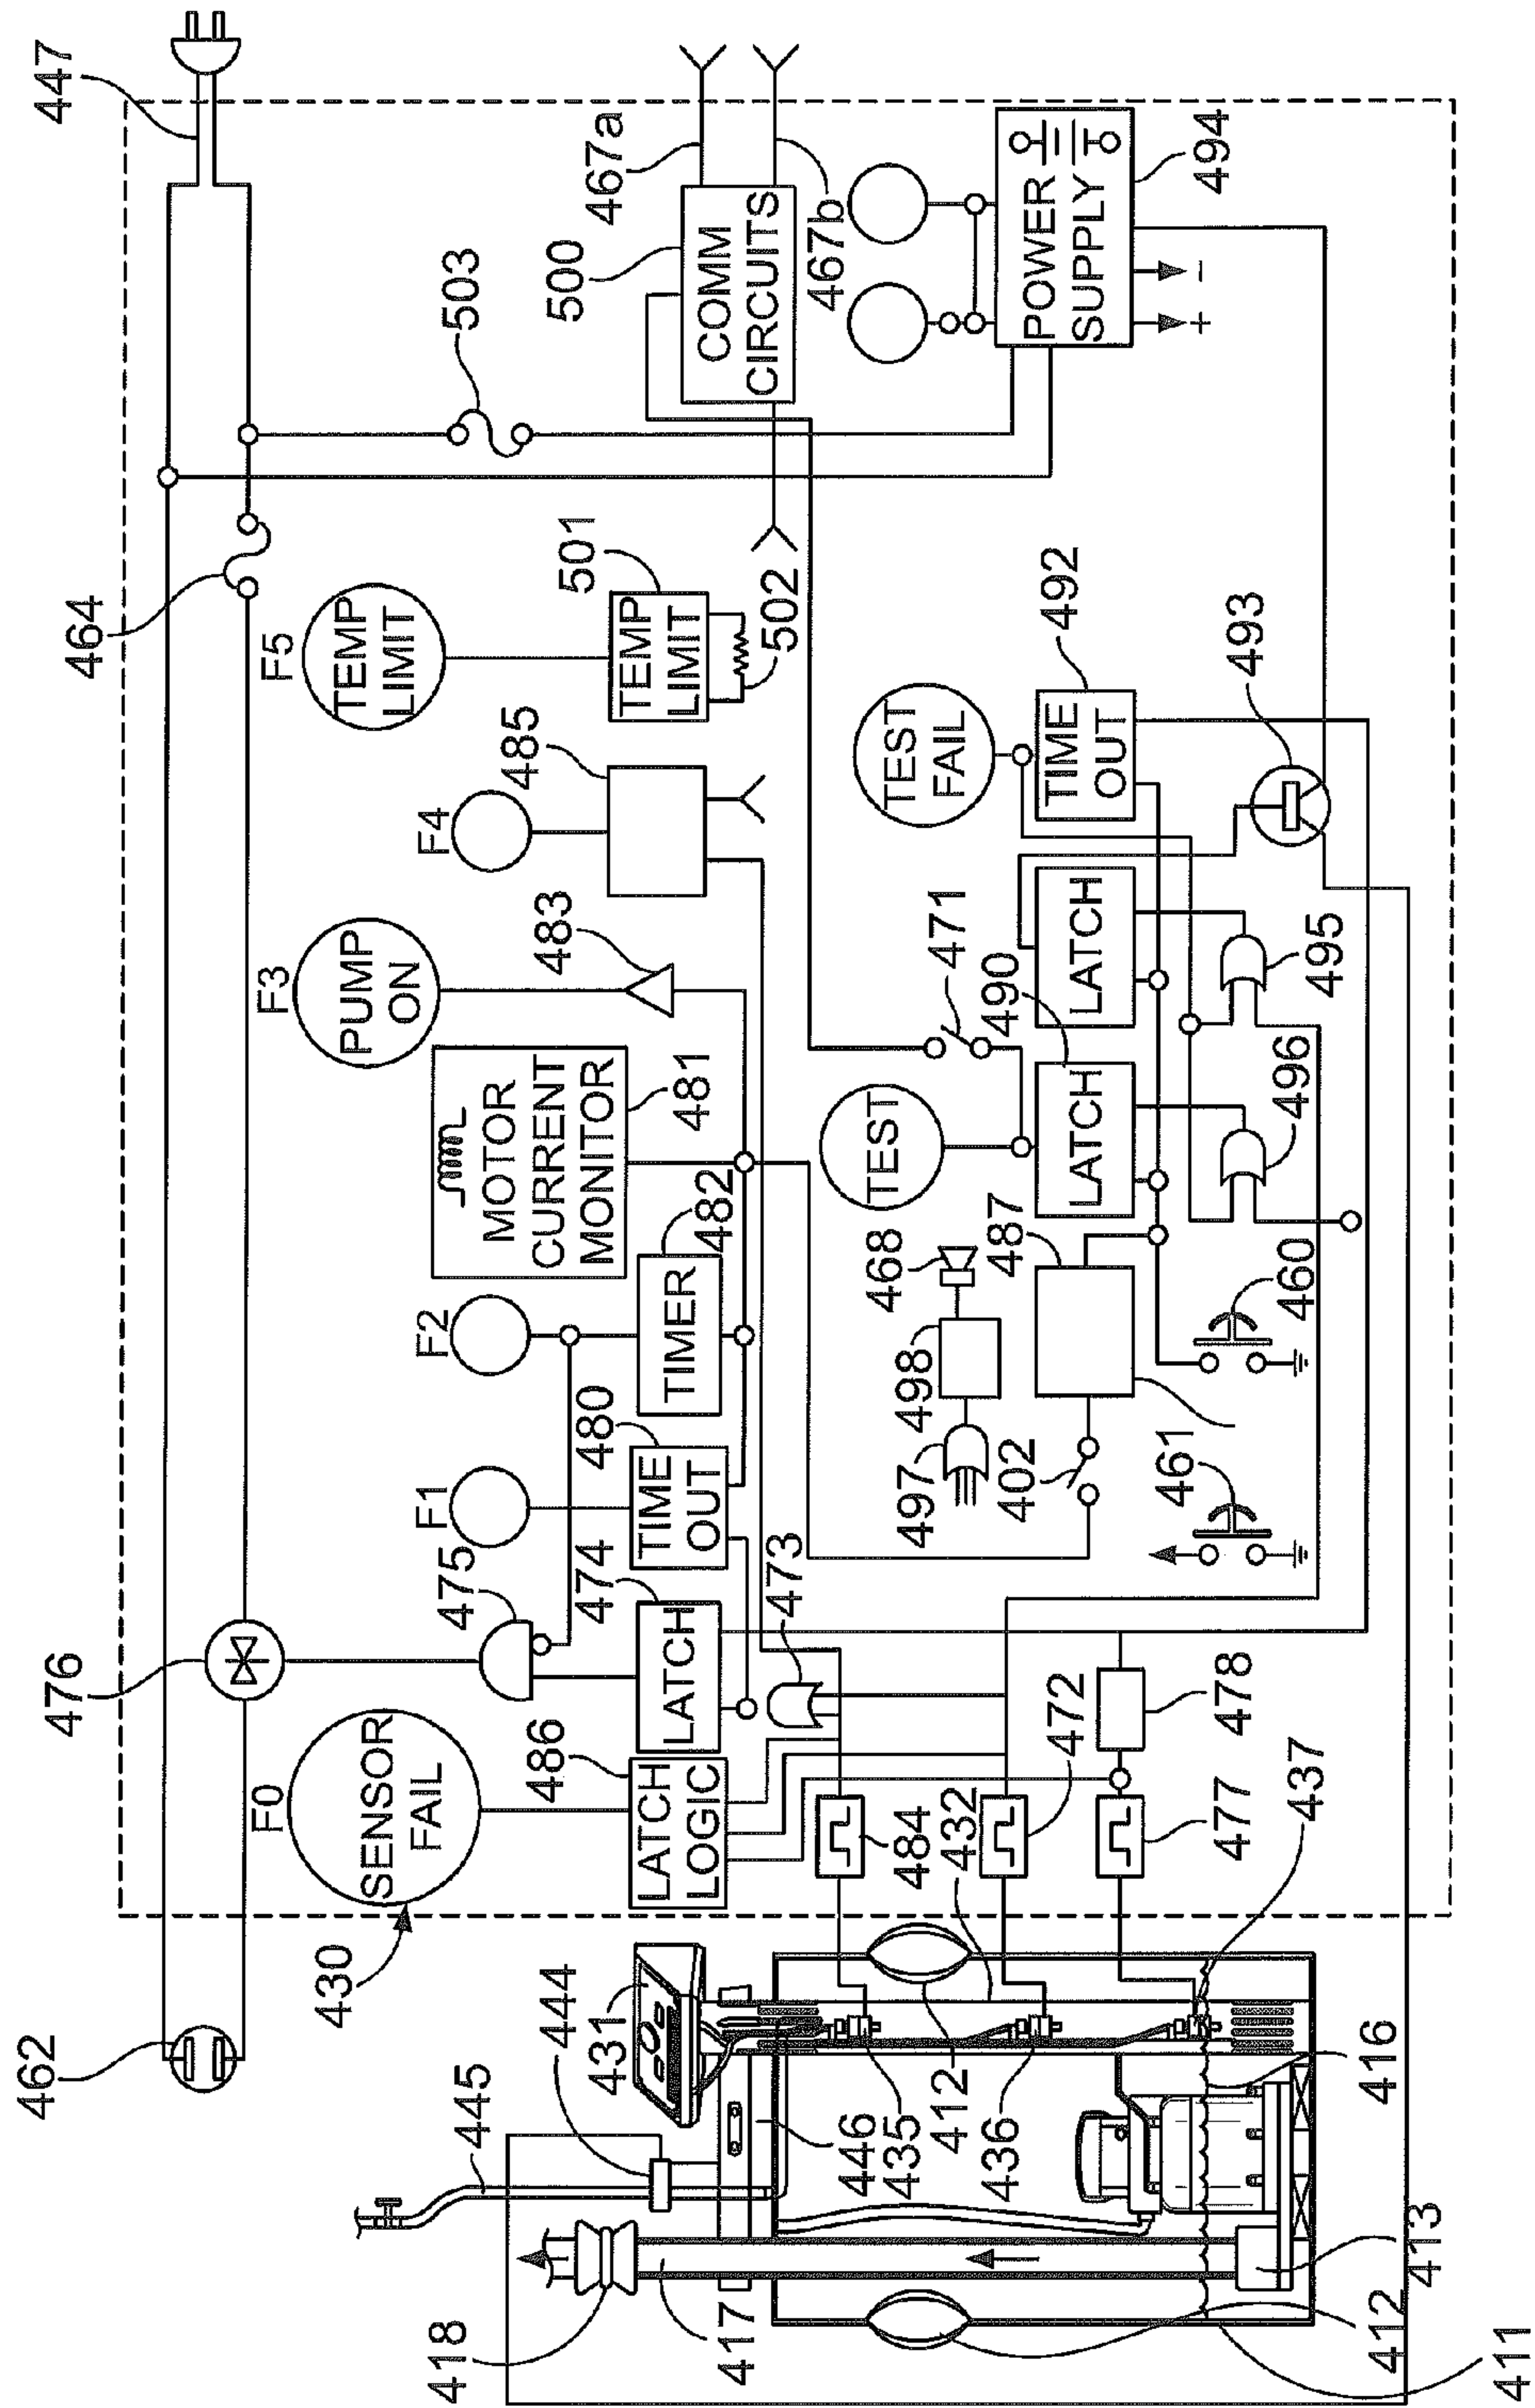 447
464
476
462
503
500
467a
COMM
CIRCUITS
467b
POWER
SUPPLY
+
–
494
F5
TEMP
LIMIT
501
TEMP
LIMIT
502
F4
485
F3
PUMP
ON
483
MOTOR
CURRENT
MONITOR
481
F2
482
TIMER
F1
480
TIME
OUT
475
474
LATCH
473
F0
SENSOR
FAIL
486
LATCH
LOGIC
430
TEST
FAIL
492
TIME
OUT
493
471
490
LATCH
495
TEST
LATCH
496
487
468
498
497
402
460
461
478
472
477
484
432
437
444
445
431
446
435
412
436
416
418
417
412
413
411